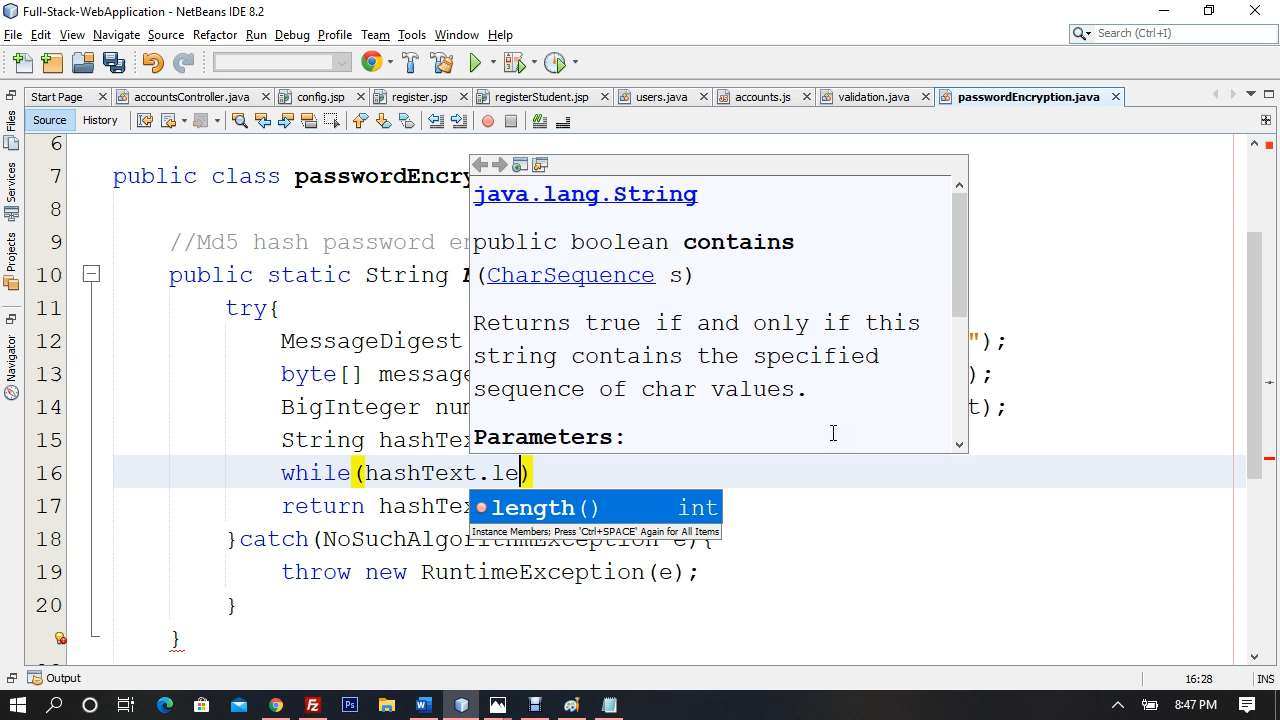 Full-Stack-WebApplication - NetBeans IDE 8.2
File Edit View Navigate Source Refactor Run Debug Profile Team Tools Window Help
Search (Ctrl+I)
Start Page accountsController.java config.jsp register.jsp registerStudent.jsp users.java accounts.js validation.java passwordEncryption.java
Source History
Files
Services
Projects
Navigator
6
7 public class passwordEncry
8
9 //Md5 hash password en
10 public static String
11 try{
12 MessageDigest ");
13 byte[] message );
14 BigInteger num t);
15 String hashTex
16 while(hashText.le)
17 return hashTex
18 }catch(NoSuchAlgorithmException e){
19 throw new RuntimeException(e);
20 }
}
java.lang.String
public boolean contains
(CharSequence s)
Returns true if and only if this
string contains the specified
sequence of char values.
Parameters:
length() int
Instance Members; Press 'Ctrl+SPACE' Again for All Items
Output
16:28 INS
8:47 PM